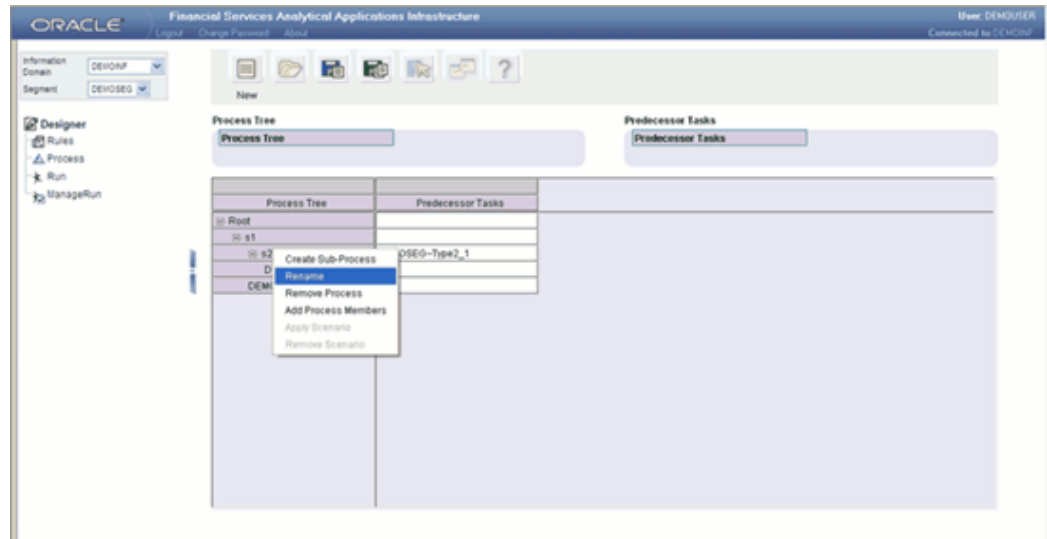 ORACLE
Financial Services Analytical Applications Infrastructure
User: DEMOUSER
Logout Change Password About
Connected to: DEMOINF
Information Domain DEMOINF
Segment DEMOSEG
New
Designer
Rules
Process
Run
ManageRun
Process Tree Predecessor Tasks
Process Tree Predecessor Tasks
Process Tree Predecessor Tasks
Root
s1
s2 OSEG-Type2_1
D
DEMO
Create Sub-Process
Rename
Remove Process
Add Process Members
Apply Scenario
Remove Scenario